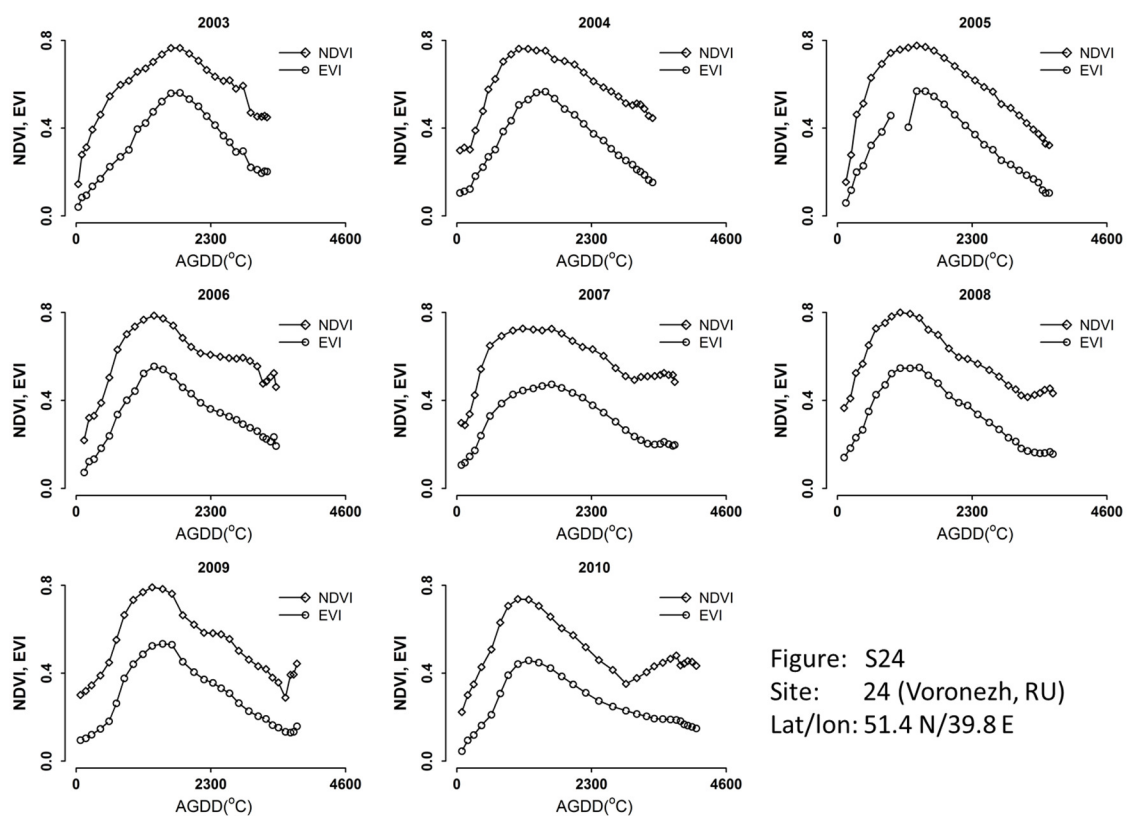 2003
NDVI, EVI
0.8
0.4
0.0
NDVI
EVI
0
2300
4600
AGDD(°C)
2004
NDVI, EVI
0.8
0.4
0.0
NDVI
EVI
0
2300
4600
AGDD(°C)
2005
NDVI, EVI
0.8
0.4
0.0
NDVI
EVI
0
2300
4600
AGDD(°C)
2006
NDVI, EVI
0.8
0.4
0.0
NDVI
EVI
0
2300
4600
AGDD(°C)
2007
NDVI, EVI
0.8
0.4
0.0
NDVI
EVI
0
2300
4600
AGDD(°C)
2008
NDVI, EVI
0.8
0.4
0.0
NDVI
EVI
0
2300
4600
AGDD(°C)
2009
NDVI, EVI
0.8
0.4
0.0
NDVI
EVI
0
2300
4600
AGDD(°C)
2010
NDVI, EVI
0.8
0.4
0.0
NDVI
EVI
0
2300
4600
AGDD(°C)
Figure: S24
Site: 24 (Voronezh, RU)
Lat/lon: 51.4 N/39.8 E